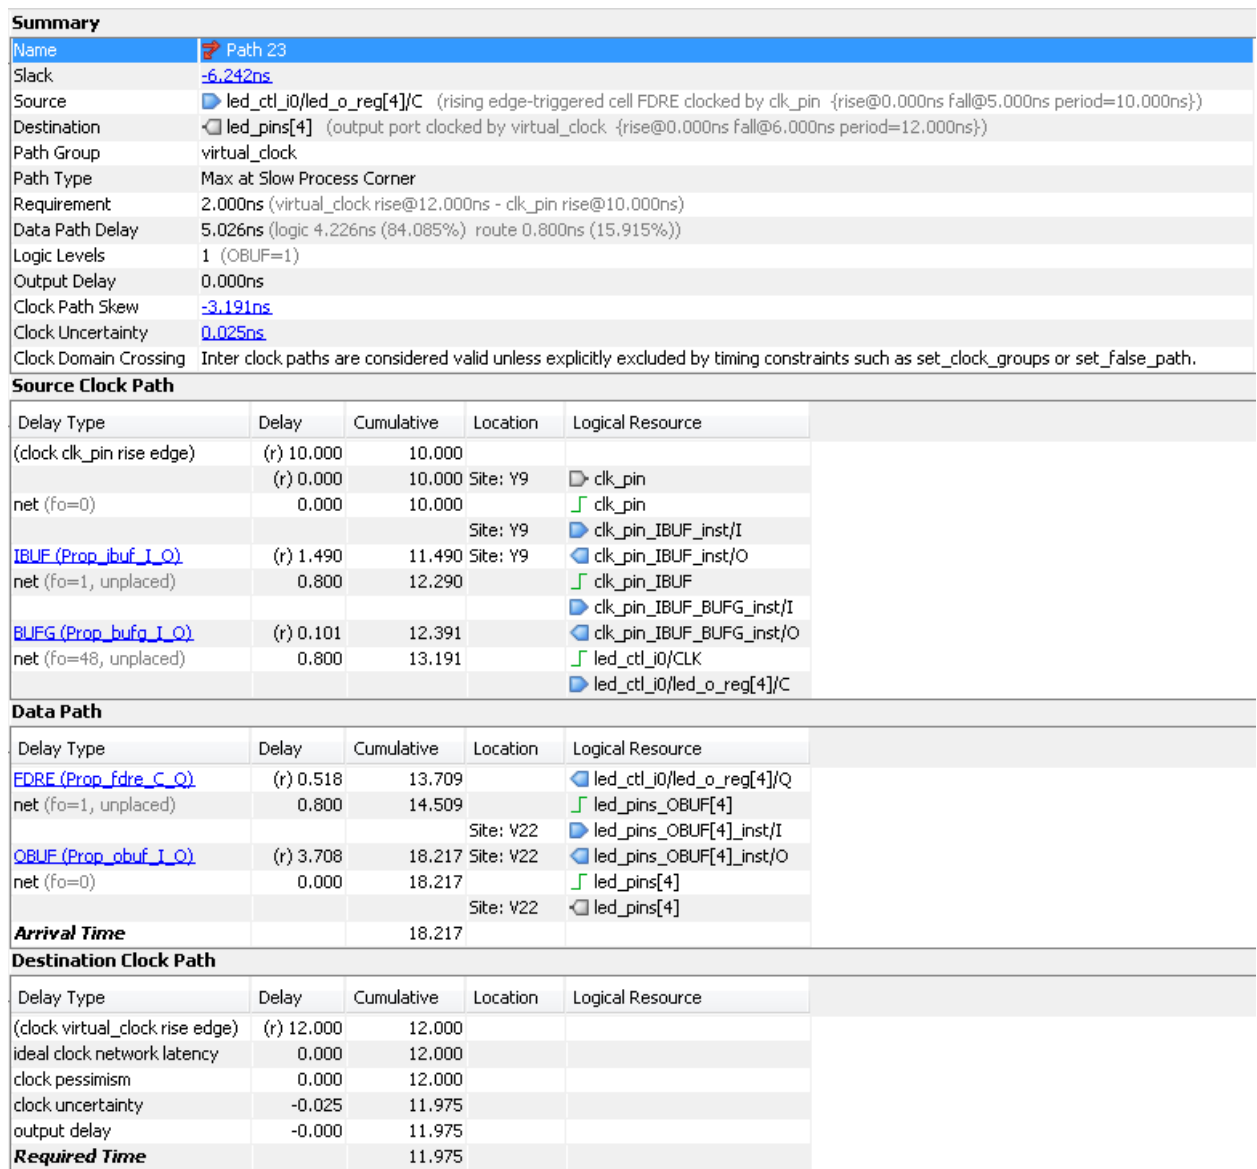 Summary
Name Path 23
Slack -6.242ns
Source led_ctl_i0/led_o_reg[4]/C (rising edge-triggered cell FDRE clocked by clk_pin {rise@0.000ns fall@5.000ns period=10.000ns})
Destination led_pins[4] (output port clocked by virtual_clock {rise@0.000ns fall@6.000ns period=12.000ns})
Path Group virtual_clock
Path Type Max at Slow Process Corner
Requirement 2.000ns (virtual_clock rise@12.000ns - clk_pin rise@10.000ns)
Data Path Delay 5.026ns (logic 4.226ns (84.085%) route 0.800ns (15.915%))
Logic Levels 1 (OBUF=1)
Output Delay 0.000ns
Clock Path Skew -3.191ns
Clock Uncertainty 0.025ns
Clock Domain Crossing Inter clock paths are considered valid unless explicitly excluded by timing constraints such as set_clock_groups or set_false_path.
Source Clock Path
Delay Type Delay Cumulative Location Logical Resource
(clock clk_pin rise edge) (r) 10.000 10.000
(r) 0.000 10.000 Site: Y9 clk_pin
net (fo=0) 0.000 10.000 clk_pin
Site: Y9 clk_pin_IBUF_inst/I
IBUF (Prop_ibuf_I_O) (r) 1.490 11.490 Site: Y9 clk_pin_IBUF_inst/O
net (fo=1, unplaced) 0.800 12.290 clk_pin_IBUF
clk_pin_IBUF_BUFG_inst/I
BUFG (Prop_bufg_I_O) (r) 0.101 12.391 clk_pin_IBUF_BUFG_inst/O
net (fo=48, unplaced) 0.800 13.191 led_ctl_i0/CLK
led_ctl_i0/led_o_reg[4]/C
Data Path
Delay Type Delay Cumulative Location Logical Resource
FDRE (Prop_fdre_C_Q) (r) 0.518 13.709 led_ctl_i0/led_o_reg[4]/Q
net (fo=1, unplaced) 0.800 14.509 led_pins_OBUF[4]
Site: V22 led_pins_OBUF[4]_inst/I
OBUF (Prop_obuf_I_O) (r) 3.708 18.217 Site: V22 led_pins_OBUF[4]_inst/O
net (fo=0) 0.000 18.217 led_pins[4]
Site: V22 led_pins[4]
Arrival Time 18.217
Destination Clock Path
Delay Type Delay Cumulative Location Logical Resource
(clock virtual_clock rise edge) (r) 12.000 12.000
ideal clock network latency 0.000 12.000
clock pessimism 0.000 12.000
clock uncertainty -0.025 11.975
output delay -0.000 11.975
Required Time 11.975